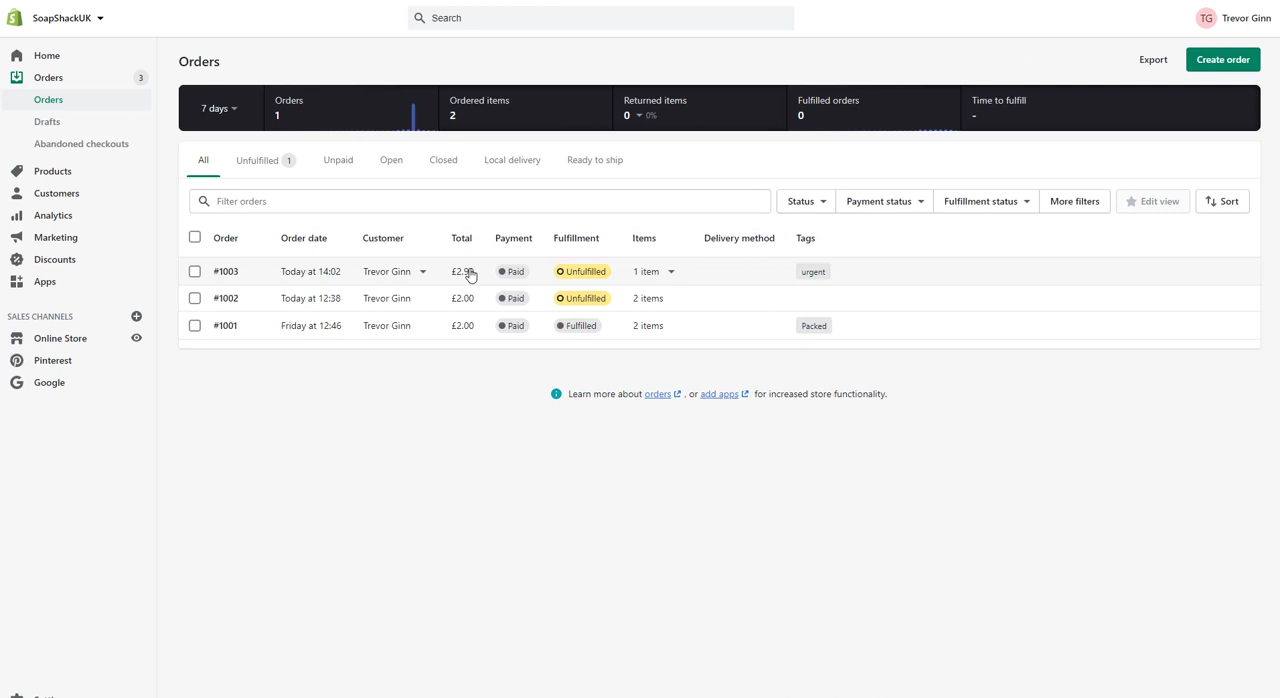 SoapShackUK
Search
TG Trevor Ginn
Home
Orders 3
Orders
Drafts
Abandoned checkouts
Products
Customers
Analytics
Marketing
Discounts
Apps
SALES CHANNELS
Online Store
Pinterest
Google
Orders
Export
Create order
7 days
Orders
1
Ordered items
2
Returned items
0 0%
Fulfilled orders
0
Time to fulfill
-
All Unfulfilled 1 Unpaid Open Closed Local delivery Ready to ship
Filter orders
Status Payment status Fulfillment status More filters Edit view Sort
Order Order date Customer Total Payment Fulfillment Items Delivery method Tags
#1003 Today at 14:02 Trevor Ginn Paid Unfulfilled 1 item urgent
#1002 Today at 12:38 Trevor Ginn £2.00 Paid Unfulfilled 2 items
#1001 Friday at 12:46 Trevor Ginn £2.00 Paid Fulfilled 2 items Packed
Learn more about orders , or add apps for increased store functionality.